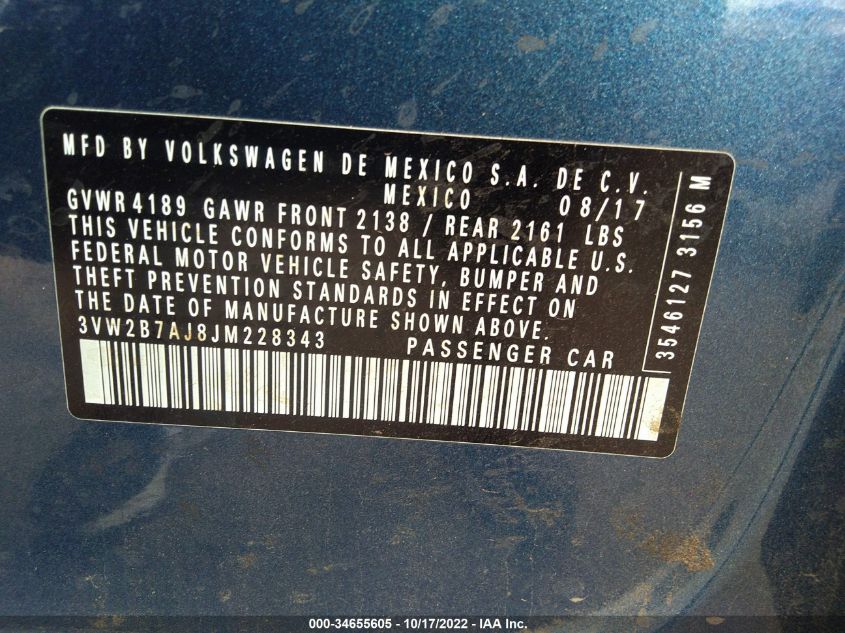 MFD BY VOLKSWAGEN DE MEXICO S.A. DE C.V.
MEXICO 08/17
GVWR 4189 GAWR FRONT 2138 / REAR 2161 LBS
THIS VEHICLE CONFORMS TO ALL APPLICABLE U.S.
FEDERAL MOTOR VEHICLE SAFETY, BUMPER AND
THEFT PREVENTION STANDARDS IN EFFECT ON
THE DATE OF MANUFACTURE SHOWN ABOVE.
3VW2B7AJ8JM228343 PASSENGER CAR
3546127 3156 M
000-34655605 - 10/17/2022 - IAA Inc.